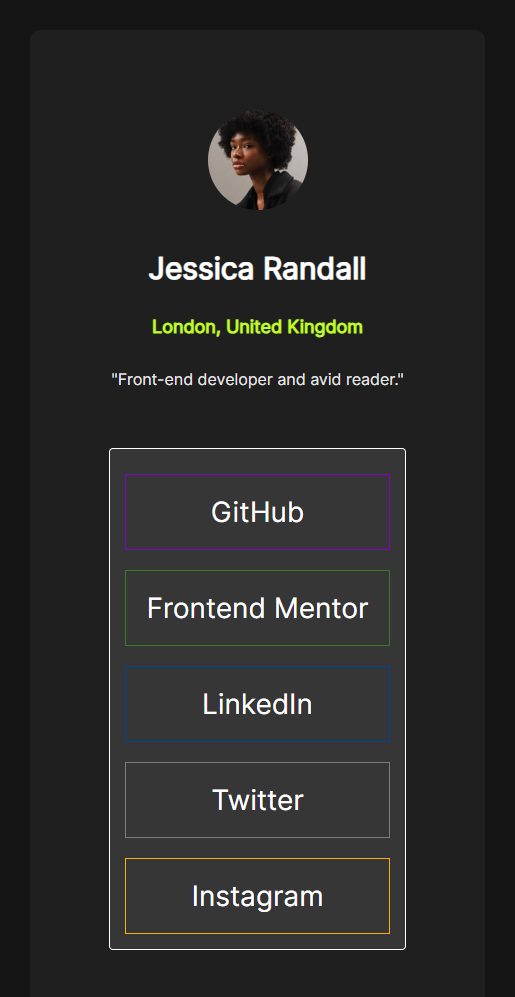 Jessica Randall
London, United Kingdom
"Front-end developer and avid reader."
GitHub
Frontend Mentor
LinkedIn
Twitter
Instagram